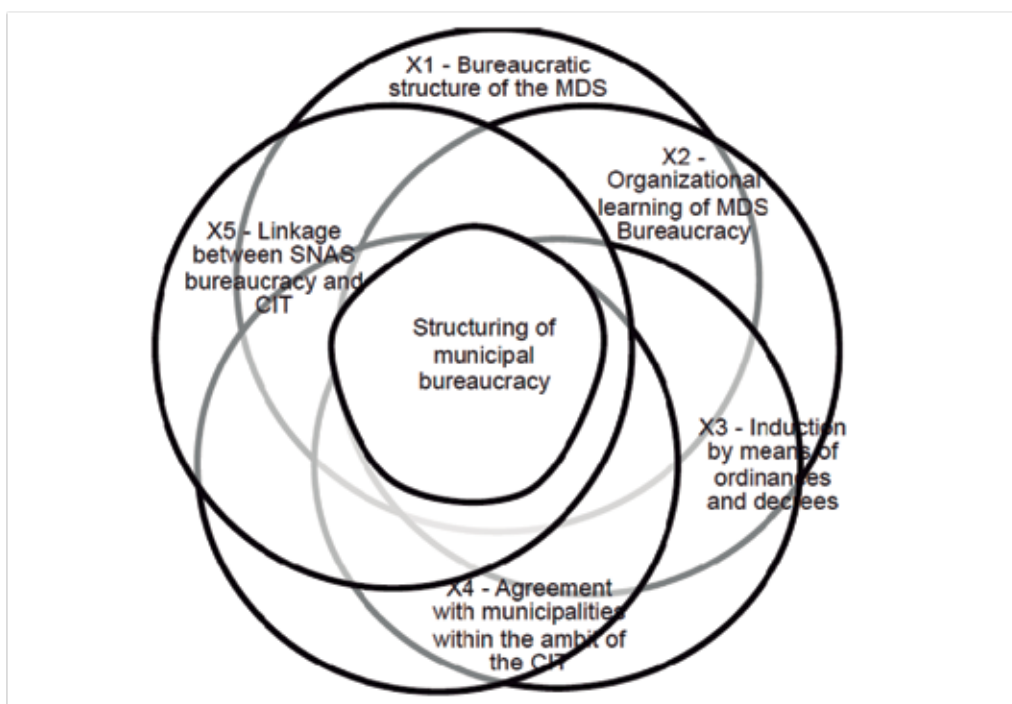 X1 - Bureaucratic
structure of the MDS
X2 -
Organizational
learning of MDS
Bureaucracy
X5 - Linkage
between SNAS
bureaucracy and
CIT
Structuring of
municipal
bureaucracy
X3 - Induction
by means of
ordinances
and decrees
X4 - Agreement
with municipalities
within the ambit of
the CIT